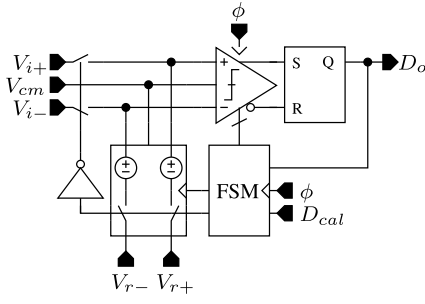 ϕ
V_{i+}
S Q
D_o
V_{cm}
V_{i-}
R
FSM
ϕ
D_{cal}
V_{r-} V_{r+}